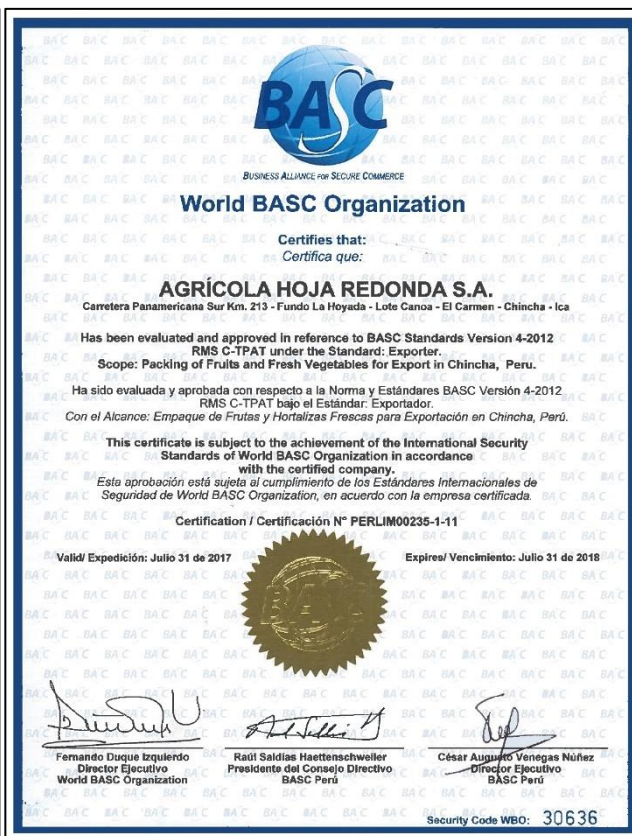 BASC
BUSINESS ALLIANCE FOR SECURE COMMERCE
World BASC Organization
Certifies that:
Certifica que:
AGRÍCOLA HOJA REDONDA S.A.
Carretera Panamericana Sur Km. 213 - Fundo La Hoyada - Lote Canoa - El Carmen - Chincha - Ica
Has been evaluated and approved in reference to BASC Standards Version 4-2012
RMS C-TPAT under the Standard: Exporter.
Scope: Packing of Fruits and Fresh Vegetables for Export in Chincha, Peru.
Ha sido evaluada y aprobada con respecto a la Norma y Estándares BASC Versión 4-2012
RMS C-TPAT bajo el Estándar: Exportador.
Con el Alcance: Empaque de Frutas y Hortalizas Frescas para Exportación en Chincha, Perú.
This certificate is subject to the achievement of the International Security
Standards of World BASC Organization in accordance
with the certified company.
Esta aprobación está sujeta al cumplimiento de los Estándares Internacionales de
Seguridad de World BASC Organization, en acuerdo con la empresa certificada.
Certification / Certificación N° PERLIM00235-1-11
Valid/ Expedición: Julio 31 de 2017
Expires/ Vencimiento: Julio 31 de 2018
BASC
Fernando Duque Izquierdo
Director Ejecutivo
World BASC Organization
Raúl Saldías Haettenschweiler
Presidente del Consejo Directivo
BASC Perú
César Augusto Venegas Núñez
Director Ejecutivo
BASC Perú
Security Code WBO: 30636